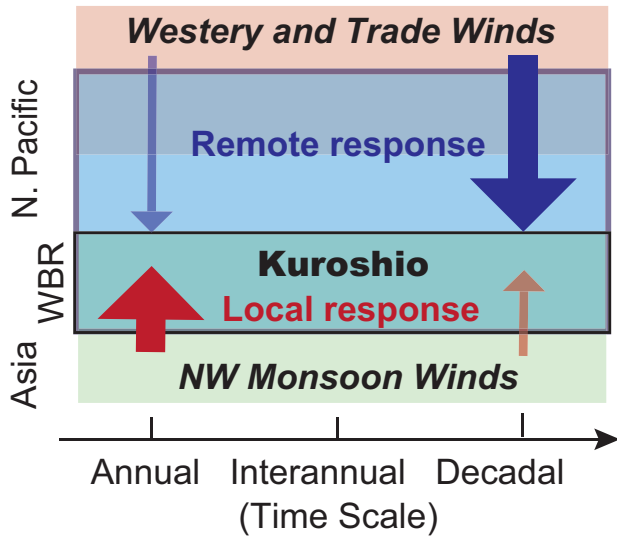 Westery and Trade Winds
N. Pacific
Remote response
WBR
Kuroshio
Local response
Asia
NW Monsoon Winds
Annual Interannual Decadal
(Time Scale)